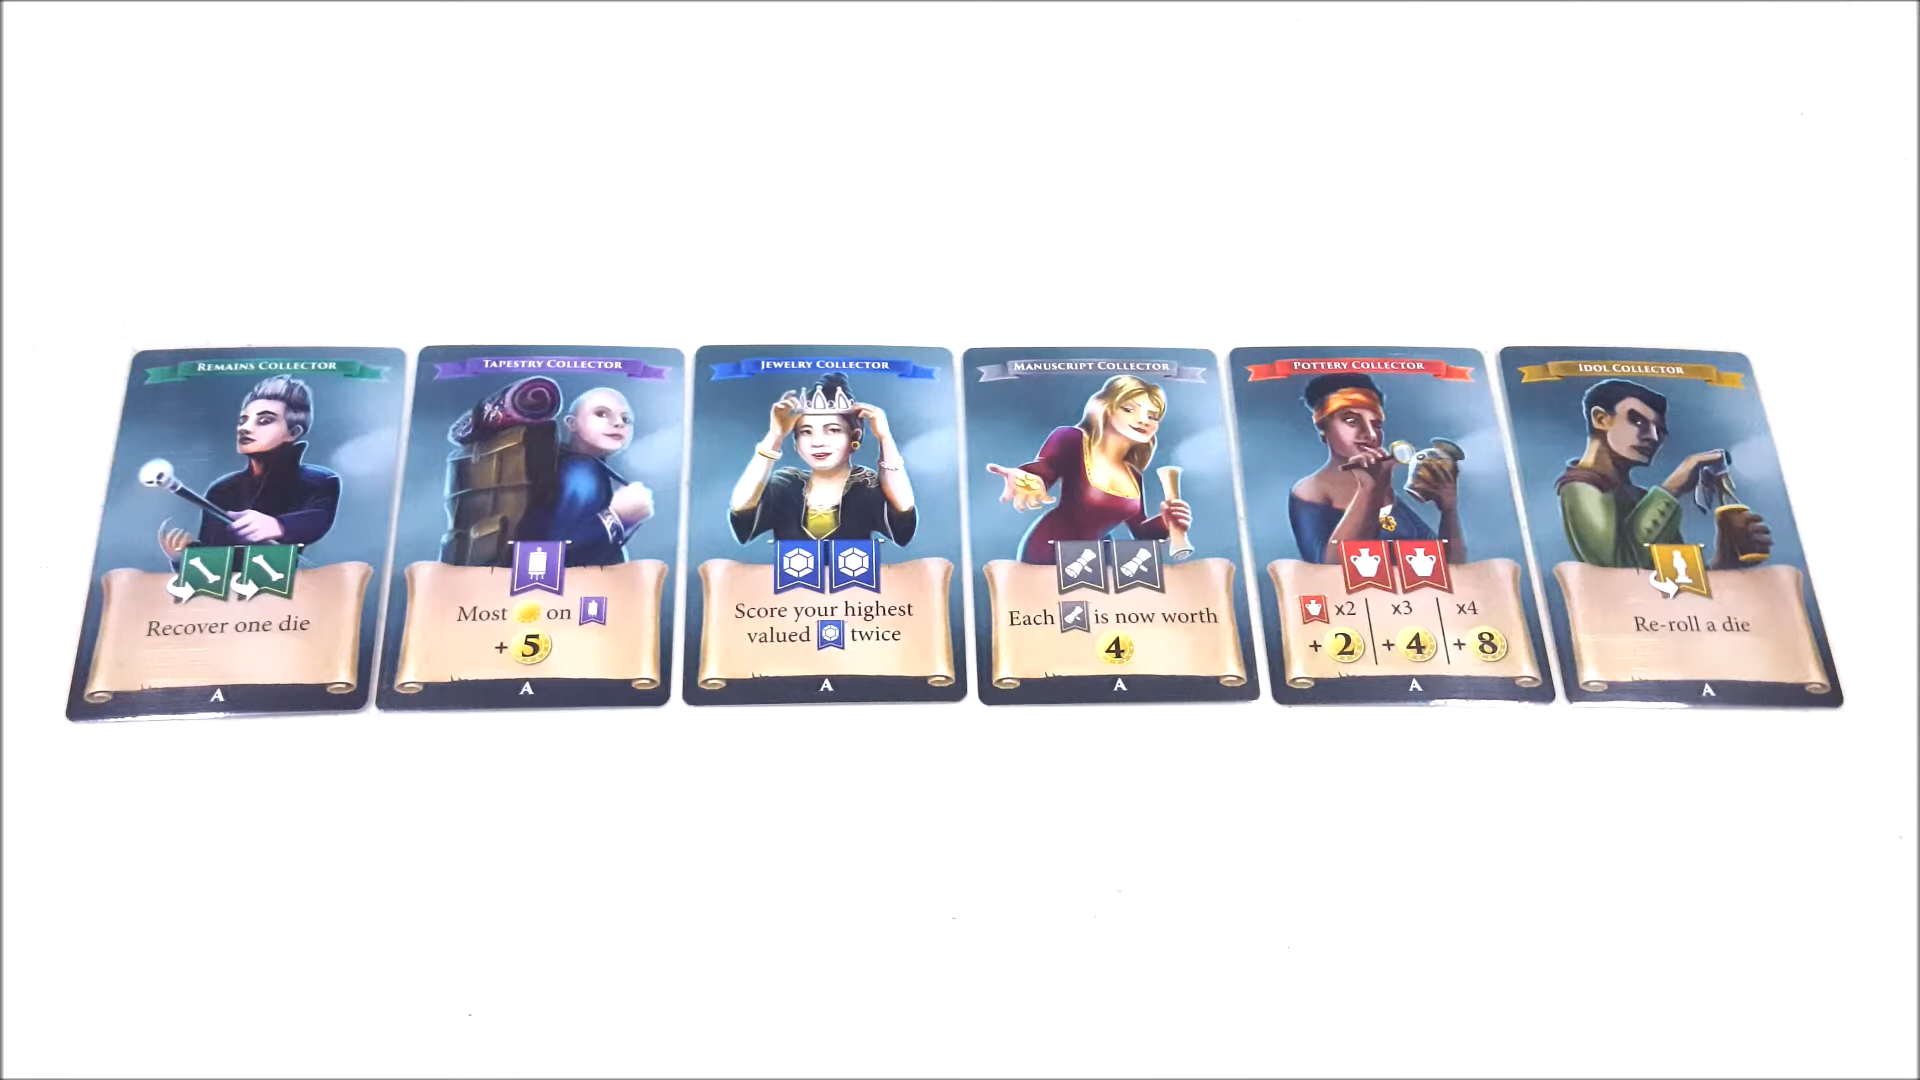 REMAINS COLLECTOR
Recover one die
A
TAPESTRY COLLECTOR
Most on
+ 5
A
JEWELRY COLLECTOR
Score your highest
valued twice
A
MANUSCRIPT COLLECTOR
Each is now worth
4
A
POTTERY COLLECTOR
x2 x3 x4
+ 2 + 4 + 8
A
IDOL COLLECTOR
Re-roll a die
A